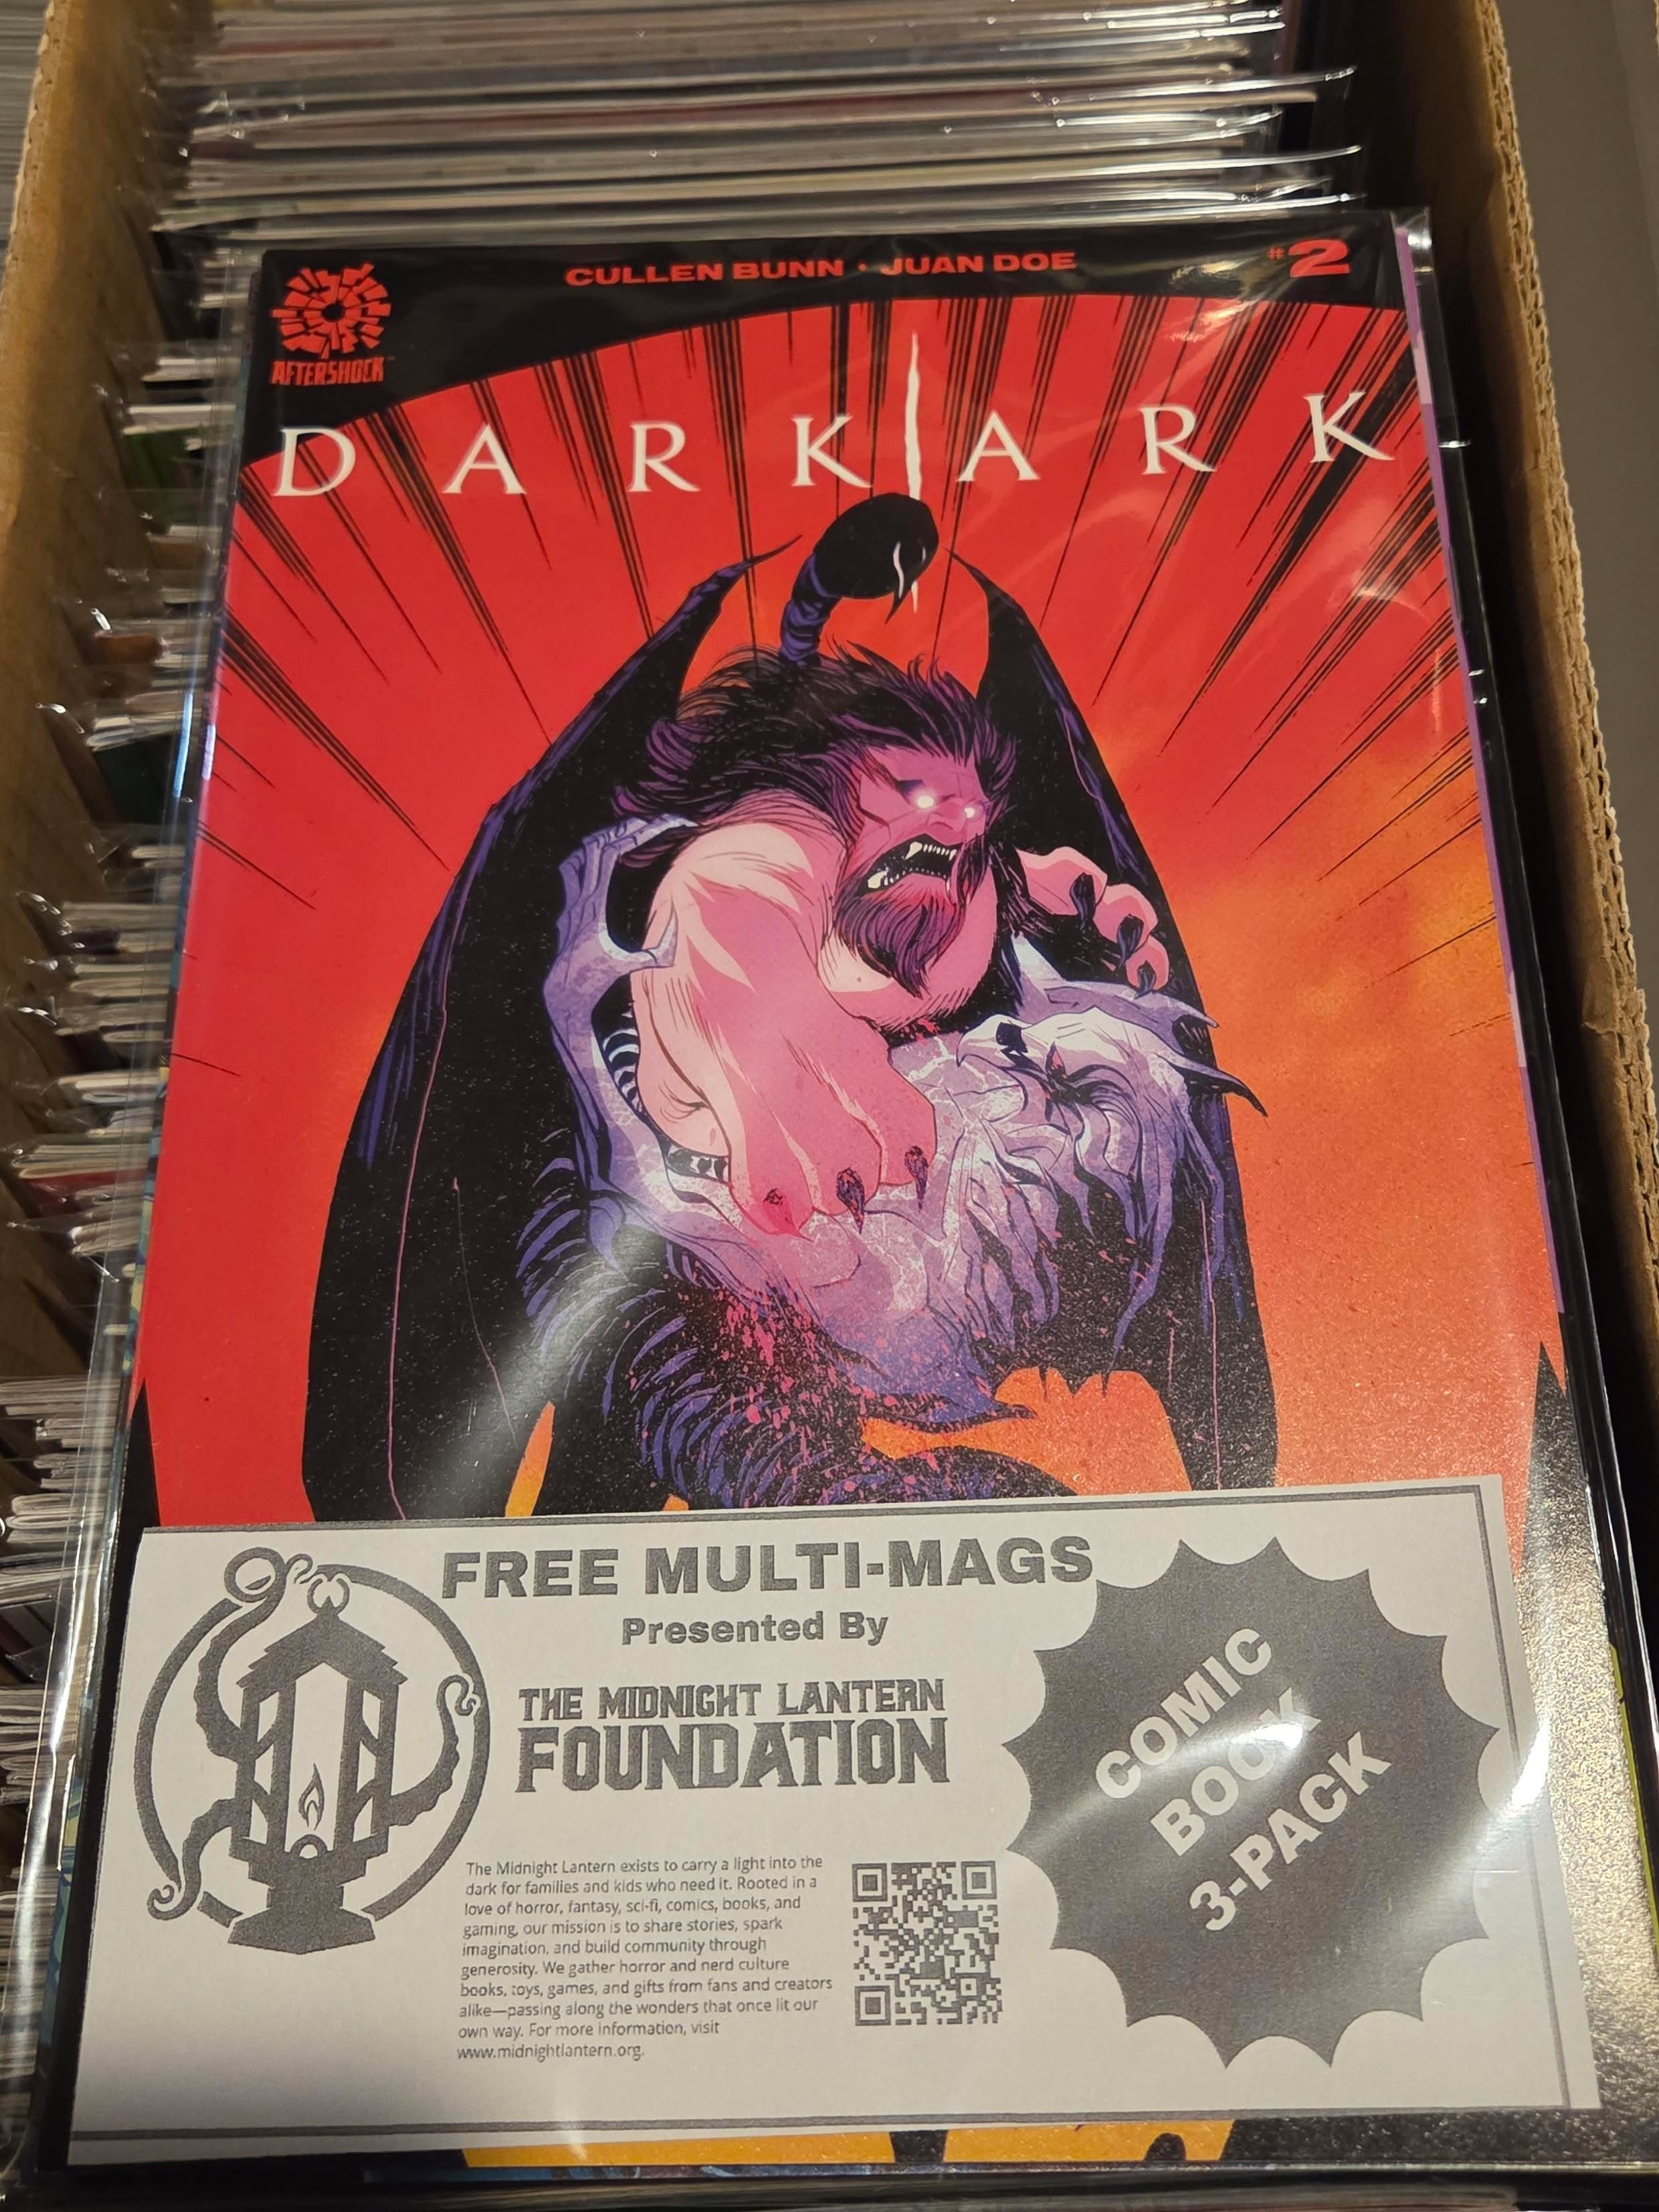 CULLEN BUNN · JUAN DOE
#2
AFTERSHOCK
DARK ARK
FREE MULTI-MAGS
Presented By
THE MIDNIGHT LANTERN
FOUNDATION
The Midnight Lantern exists to carry a light into the
dark for families and kids who need it. Rooted in a
love of horror, fantasy, sci-fi, comics, books, and
gaming, our mission is to share stories, spark
imagination, and build community through
generosity. We gather horror and nerd culture
books, toys, games, and gifts from fans and creators
alike—passing along the wonders that once lit our
own way. For more information, visit
www.midnightlantern.org.
COMIC
BOOK
3-PACK